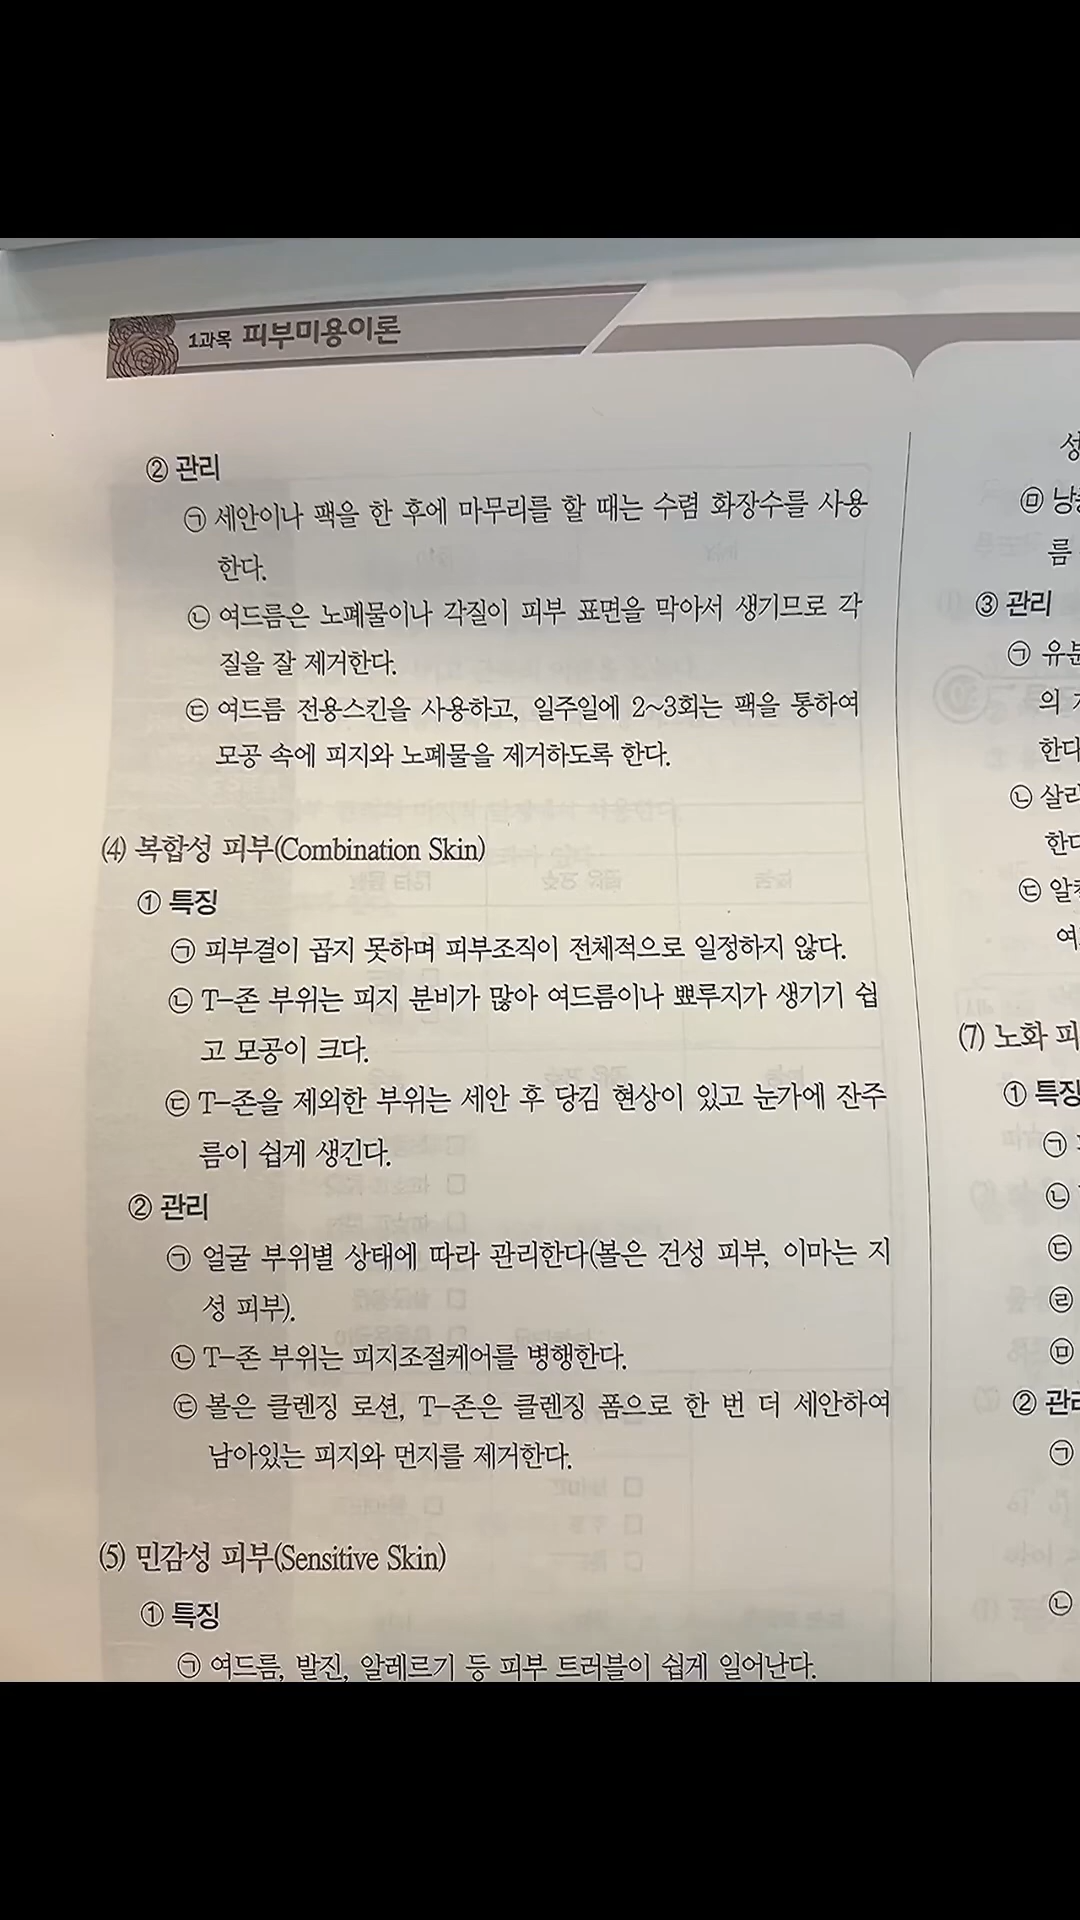 1과목 피부미용이론
② 관리
㉠ 세안이나 팩을 한 후에 마무리를 할 때는 수렴 화장수를 사용
한다.
㉡ 여드름은 노폐물이나 각질이 피부 표면을 막아서 생기므로 각
질을 잘 제거한다.
㉢ 여드름 전용스킨을 사용하고, 일주일에 2~3회는 팩을 통하여
모공 속에 피지와 노폐물을 제거하도록 한다.
(4) 복합성 피부(Combination Skin)
① 특징
㉠ 피부결이 곱지 못하며 피부조직이 전체적으로 일정하지 않다.
㉡ T-존 부위는 피지 분비가 많아 여드름이나 뾰루지가 생기기 쉽
고 모공이 크다.
㉢ T-존을 제외한 부위는 세안 후 당김 현상이 있고 눈가에 잔주
름이 쉽게 생긴다.
② 관리
㉠ 얼굴 부위별 상태에 따라 관리한다(볼은 건성 피부, 이마는 지
성 피부).
㉡ T-존 부위는 피지조절케어를 병행한다.
㉢ 볼은 클렌징 로션, T-존은 클렌징 폼으로 한 번 더 세안하여
남아있는 피지와 먼지를 제거한다.
(5) 민감성 피부(Sensitive Skin)
① 특징
㉠ 여드름, 발진, 알레르기 등 피부 트러블이 쉽게 일어난다.
성
㉤
름
③ 관리
㉠ 유분
의
한다
㉡
한다
㉢
여
(7) 노화
① 특징
㉠
㉡
㉢
㉣
㉤
② 관리
㉠
㉡